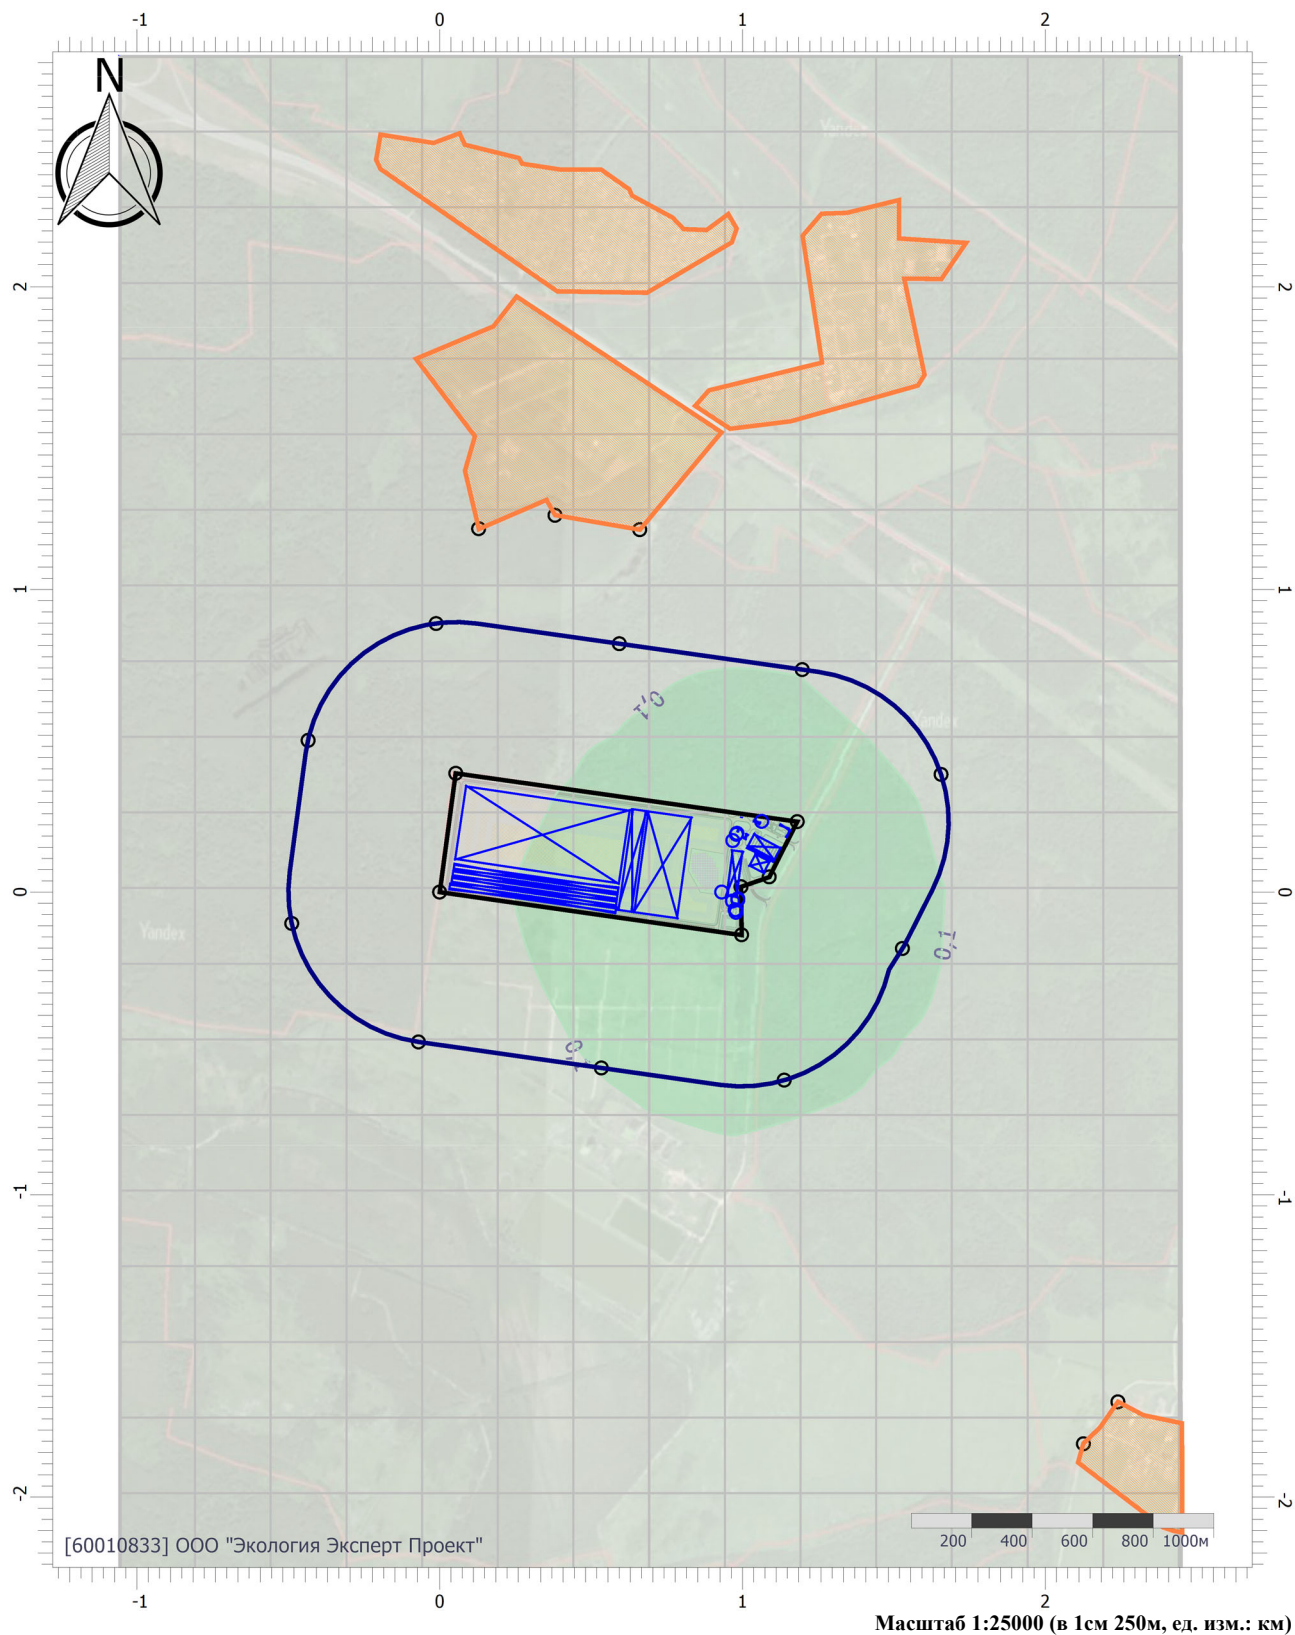 -1 0 1 2
N
Yandex
2 2
1 1
0,1
Yandex
0 0
Yandex
0,1
0,1
-1 -1
-2 -2
200 400 600 800 1000м
[60010833] ООО "Экология Эксперт Проект"
-1 0 1 2
Масштаб 1:25000 (в 1см 250м, ед. изм.: км)